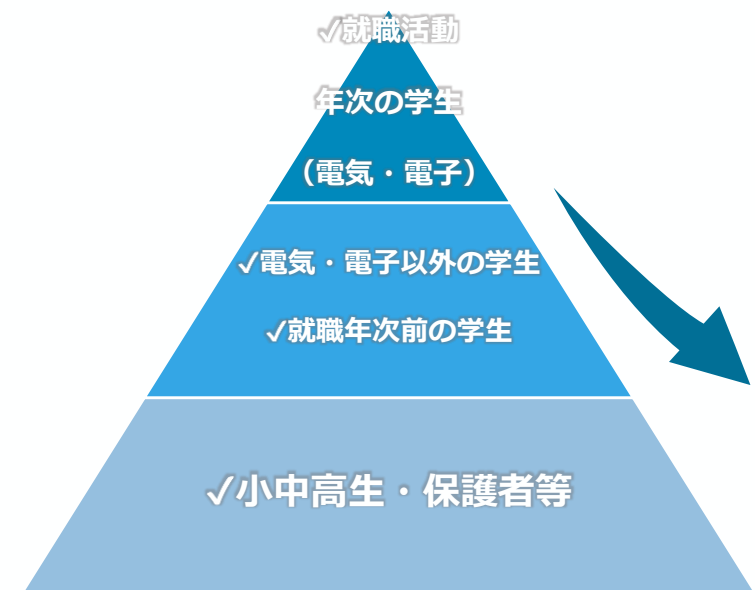 ✓就職活動
年次の学生
（電気・電子）
✓電気・電子以外の学生
✓就職年次前の学生
✓小中高生・保護者等